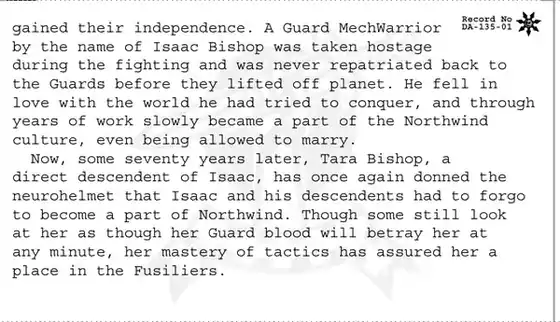 gained their independence. A Guard MechWarrior
Record No
DA-135-01
by the name of Isaac Bishop was taken hostage
during the fighting and was never repatriated back to
the Guards before they lifted off planet. He fell in
love with the world he had tried to conquer, and through
years of work slowly became a part of the Northwind
culture, even being allowed to marry.
Now, some seventy years later, Tara Bishop, a
direct descendent of Isaac, has once again donned the
neurohelmet that Isaac and his descendents had to forgo
to become a part of Northwind. Though some still look
at her as though her Guard blood will betray her at
any minute, her mastery of tactics has assured her a
place in the Fusiliers.